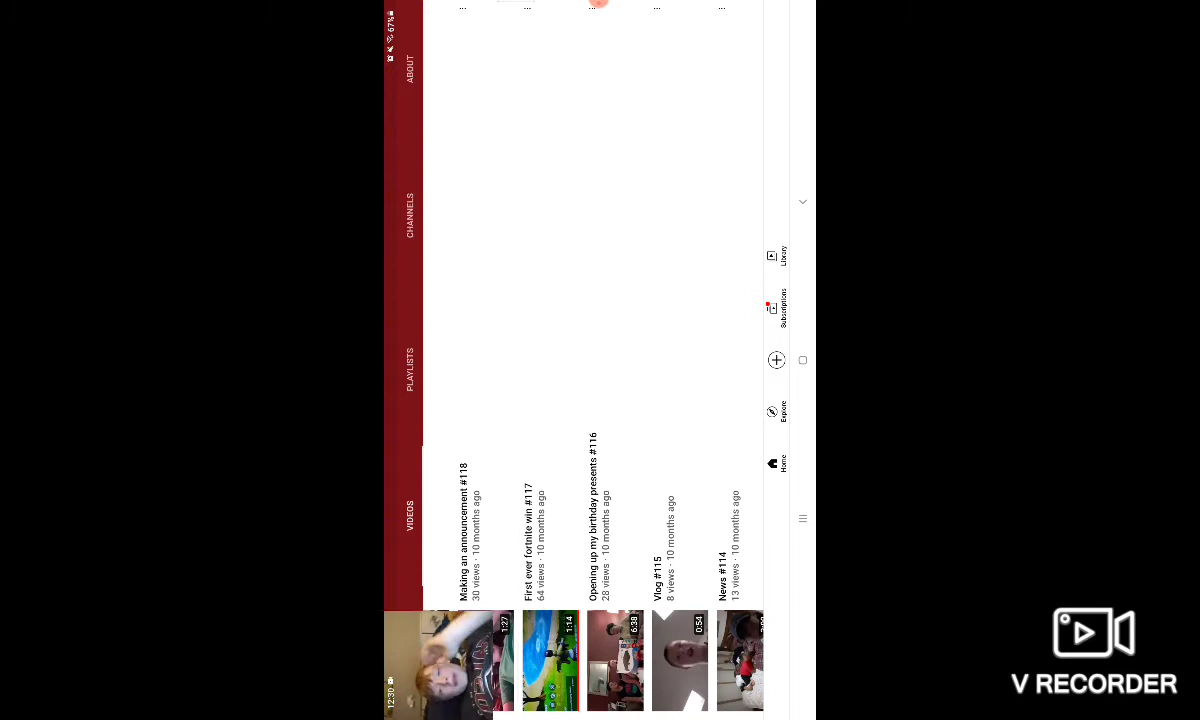 12:30
67%
VIDEOS
PLAYLISTS
CHANNELS
ABOUT
1:27
Making an announcement #118
30 views · 10 months ago
1:14
First ever fortnite win #117
64 views · 10 months ago
6:38
Opening up my birthday presents #116
28 views · 10 months ago
0:54
Vlog #115
8 views · 10 months ago
News #114
13 views · 10 months ago
Home
Explore
Subscriptions
Library
V RECORDER